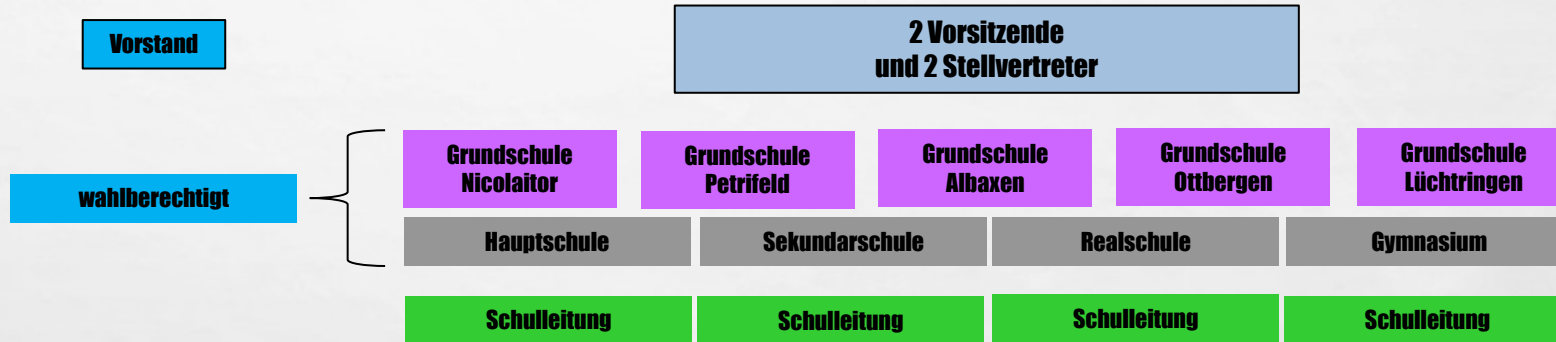 Vorstand
2 Vorsitzende
und 2 Stellvertreter
wahlberechtigt
Grundschule
Nicolaitor
Grundschule
Petrifeld
Grundschule
Albaxen
Grundschule
Ottbergen
Grundschule
Lüchtringen
Hauptschule
Sekundarschule
Realschule
Gymnasium
Schulleitung
Schulleitung
Schulleitung
Schulleitung